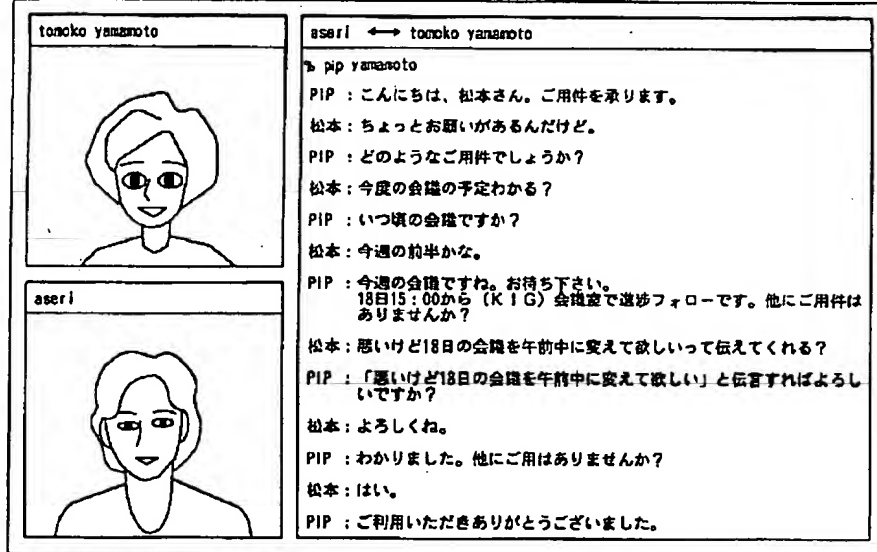 tomoko yamamoto
aseri ⟷ tomoko yamamoto
% pip yamamoto
PIP : こんにちは、松本さん。ご用件を承ります。
松本 : ちょっとお願いがあるんだけど。
PIP : どのようなご用件でしょうか?
松本 : 今度の会議の予定わかる?
PIP : いつ頃の会議ですか?
松本 : 今週の前半かな。
PIP : 今週の会議ですね。お待ち下さい。
18日15:00から(KIG)会議室で進捗フォローです。他にご用件は
ありませんか?
松本 : 悪いけど18日の会議を午前中に変えて欲しいって伝えてくれる?
PIP : 「悪いけど18日の会議を午前中に変えて欲しい」と伝言すればよろし
いですか?
松本 : よろしくね。
PIP : わかりました。他にご用はありませんか?
松本 : はい。
PIP : ご利用いただきありがとうございました。
aseri